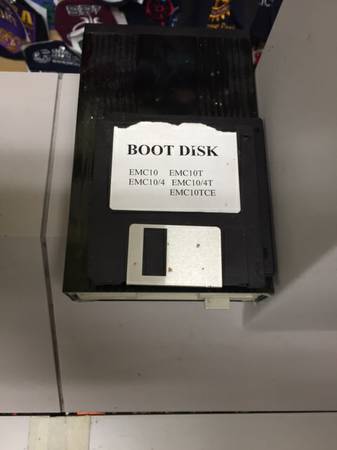 BOOT DiSK
EMC10 EMC10T
EMC10/4 EMC10/4T
EMC10TCE